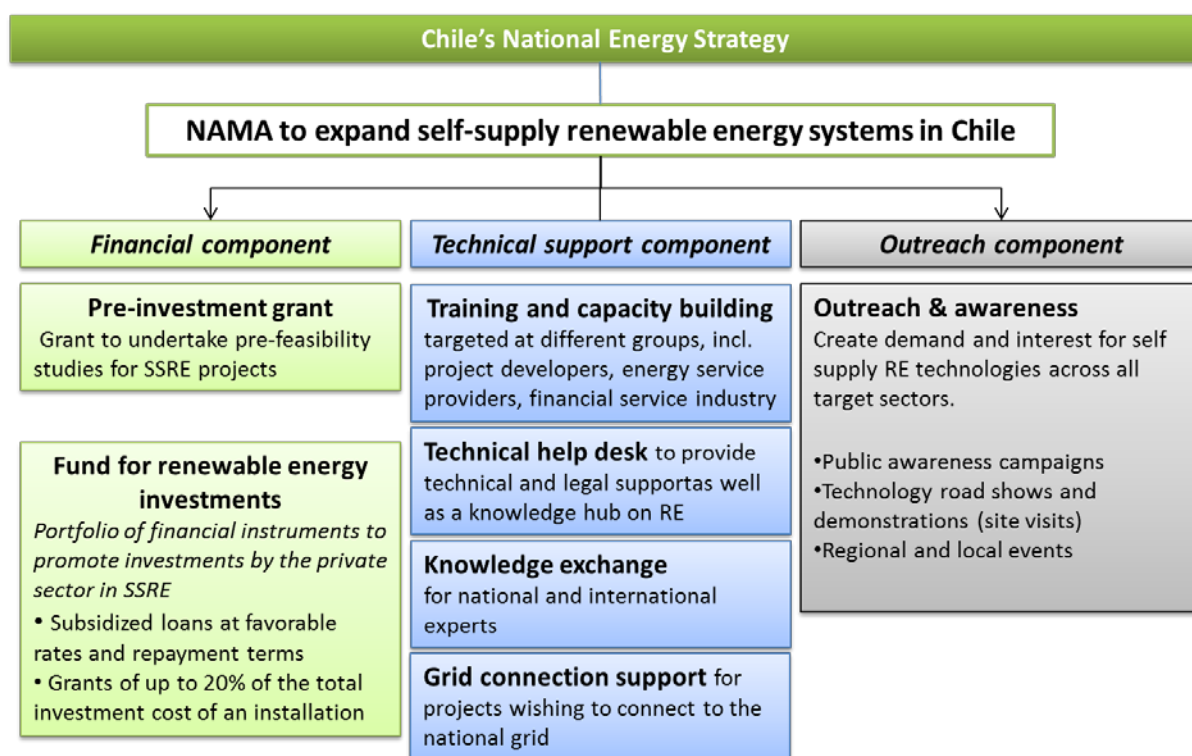 Chile's National Energy Strategy
NAMA to expand self-supply renewable energy systems in Chile
Financial component
Pre-investment grant
Grant to undertake pre-feasibility
studies for SSRE projects
Fund for renewable energy
investments
Portfolio of financial instruments to
promote investments by the private
sector in SSRE
• Subsidized loans at favorable
rates and repayment terms
• Grants of up to 20% of the total
investment cost of an installation
Technical support component
Training and capacity building
targeted at different groups, incl.
project developers, energy service
providers, financial service industry
Technical help desk to provide
technical and legal supportas well
as a knowledge hub on RE
Knowledge exchange
for national and international
experts
Grid connection support for
projects wishing to connect to the
national grid
Outreach component
Outreach & awareness
Create demand and interest for self
supply RE technologies across all
target sectors.
•Public awareness campaigns
•Technology road shows and
demonstrations (site visits)
•Regional and local events